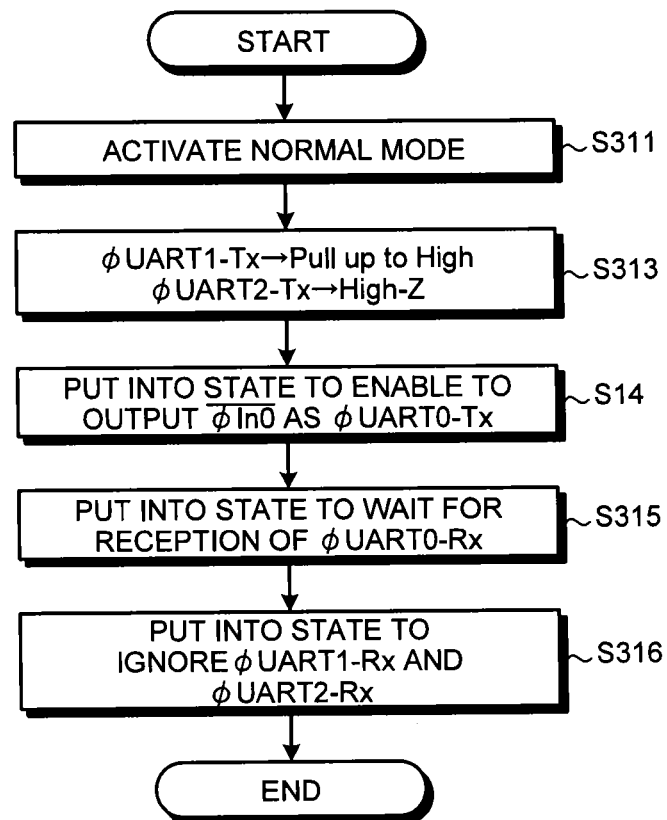 START
ACTIVATE NORMAL MODE
~S311
ϕUART1-Tx→Pull up to High
ϕUART2-Tx→High-Z
~S313
PUT INTO STATE TO ENABLE TO
OUTPUT ϕIn0 AS ϕUART0-Tx
~S14
PUT INTO STATE TO WAIT FOR
RECEPTION OF ϕUART0-Rx
~S315
PUT INTO STATE TO
IGNORE ϕUART1-Rx AND
ϕUART2-Rx
~S316
END